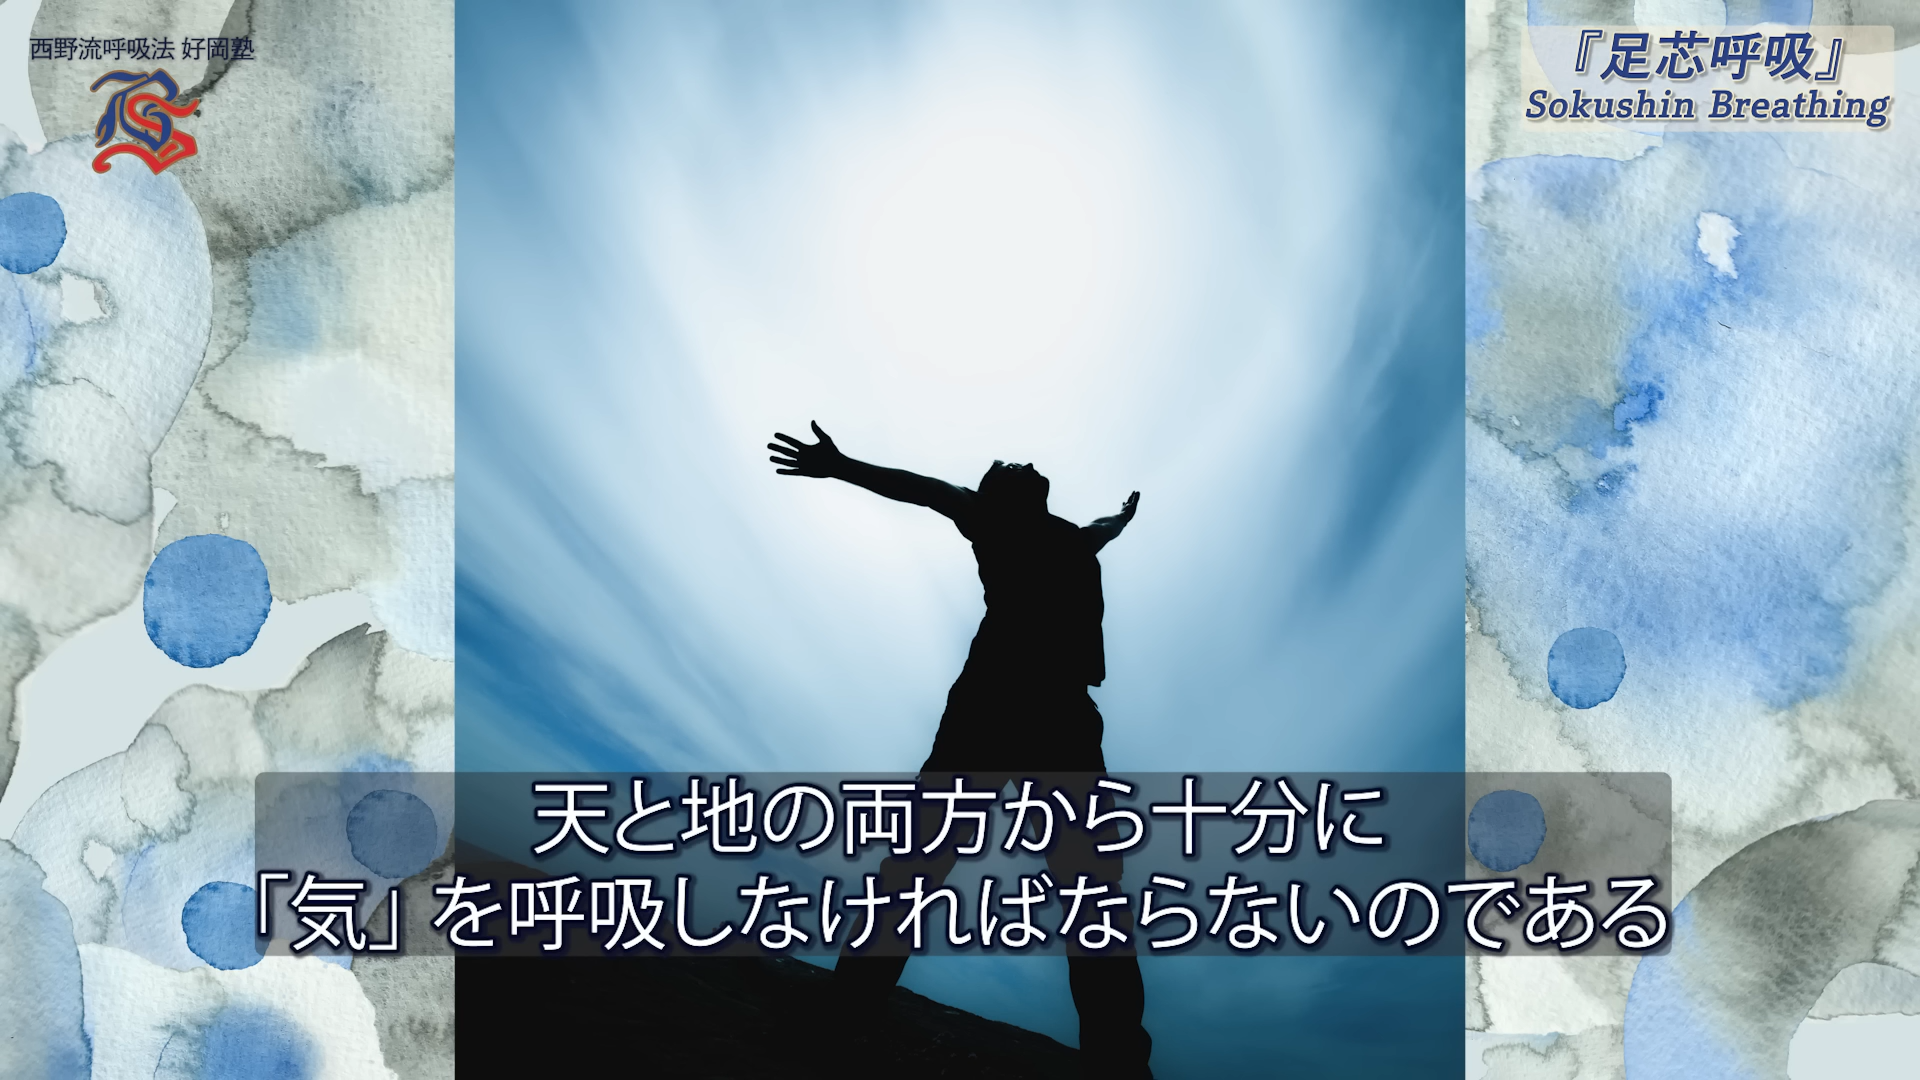 西野流呼吸法 好岡塾
『足芯呼吸』
Sokushin Breathing
天と地の両方から十分に
「気」を呼吸しなければならないのである